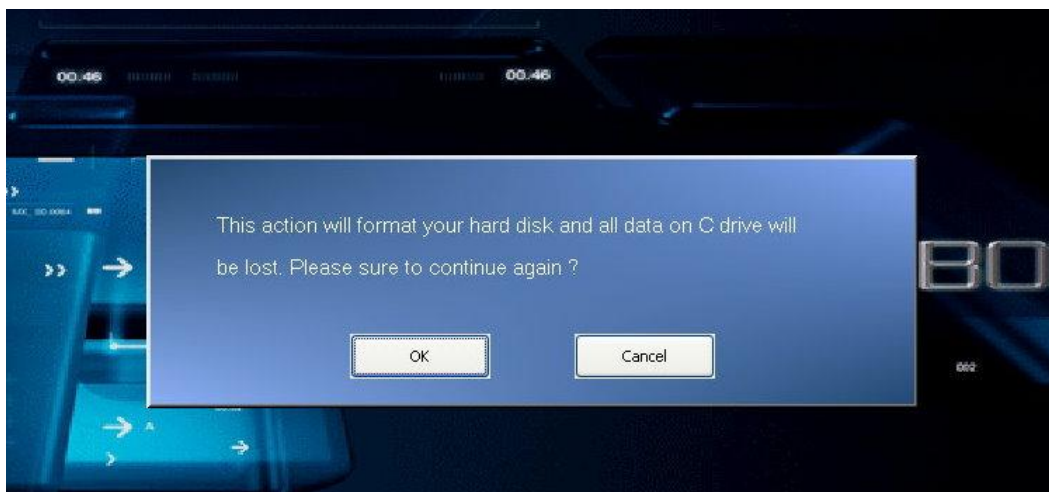 00.46
00.46
This action will format your hard disk and all data on C drive will
be lost. Please sure to continue again ?
BO
OK
Cancel
A